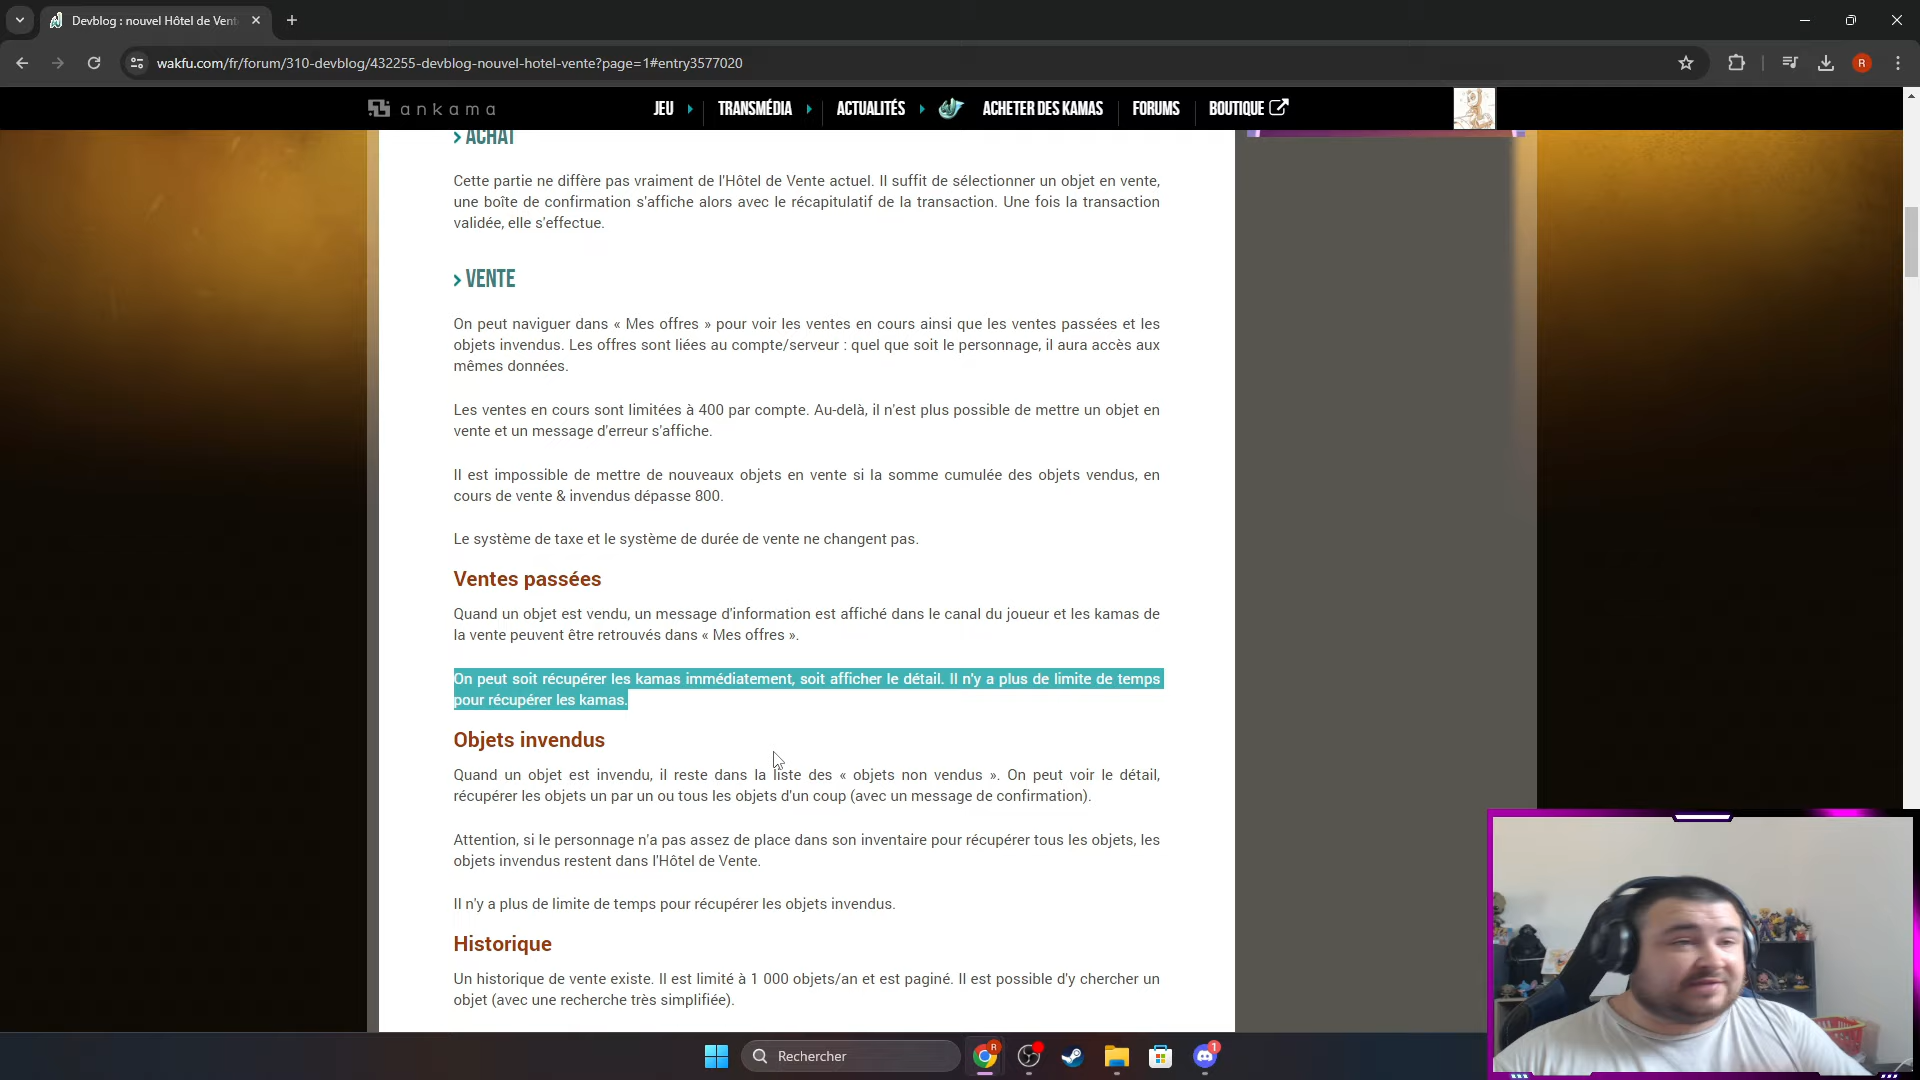 Devblog : nouvel Hôtel de Vent
wakfu.com/fr/forum/310-devblog/432255-devblog-nouvel-hotel-vente?page=1#entry3577020
R
ankama
JEU
TRANSMÉDIA
ACTUALITÉS
ACHETER DES KAMAS
FORUMS
BOUTIQUE
> ACHAT
Cette partie ne diffère pas vraiment de l'Hôtel de Vente actuel. Il suffit de sélectionner un objet en vente,
une boîte de confirmation s'affiche alors avec le récapitulatif de la transaction. Une fois la transaction
validée, elle s'effectue.
> VENTE
On peut naviguer dans « Mes offres » pour voir les ventes en cours ainsi que les ventes passées et les
objets invendus. Les offres sont liées au compte/serveur : quel que soit le personnage, il aura accès aux
mêmes données.
Les ventes en cours sont limitées à 400 par compte. Au-delà, il n'est plus possible de mettre un objet en
vente et un message d'erreur s'affiche.
Il est impossible de mettre de nouveaux objets en vente si la somme cumulée des objets vendus, en
cours de vente & invendus dépasse 800.
Le système de taxe et le système de durée de vente ne changent pas.
Ventes passées
Quand un objet est vendu, un message d'information est affiché dans le canal du joueur et les kamas de
la vente peuvent être retrouvés dans « Mes offres ».
On peut soit récupérer les kamas immédiatement, soit afficher le détail. Il n'y a plus de limite de temps
pour récupérer les kamas.
Objets invendus
Quand un objet est invendu, il reste dans la liste des « objets non vendus ». On peut voir le détail,
récupérer les objets un par un ou tous les objets d'un coup (avec un message de confirmation).
Attention, si le personnage n'a pas assez de place dans son inventaire pour récupérer tous les objets, les
objets invendus restent dans l'Hôtel de Vente.
Il n'y a plus de limite de temps pour récupérer les objets invendus.
Historique
Un historique de vente existe. Il est limité à 1 000 objets/an et est paginé. Il est possible d'y chercher un
objet (avec une recherche très simplifiée).
Rechercher
R
1